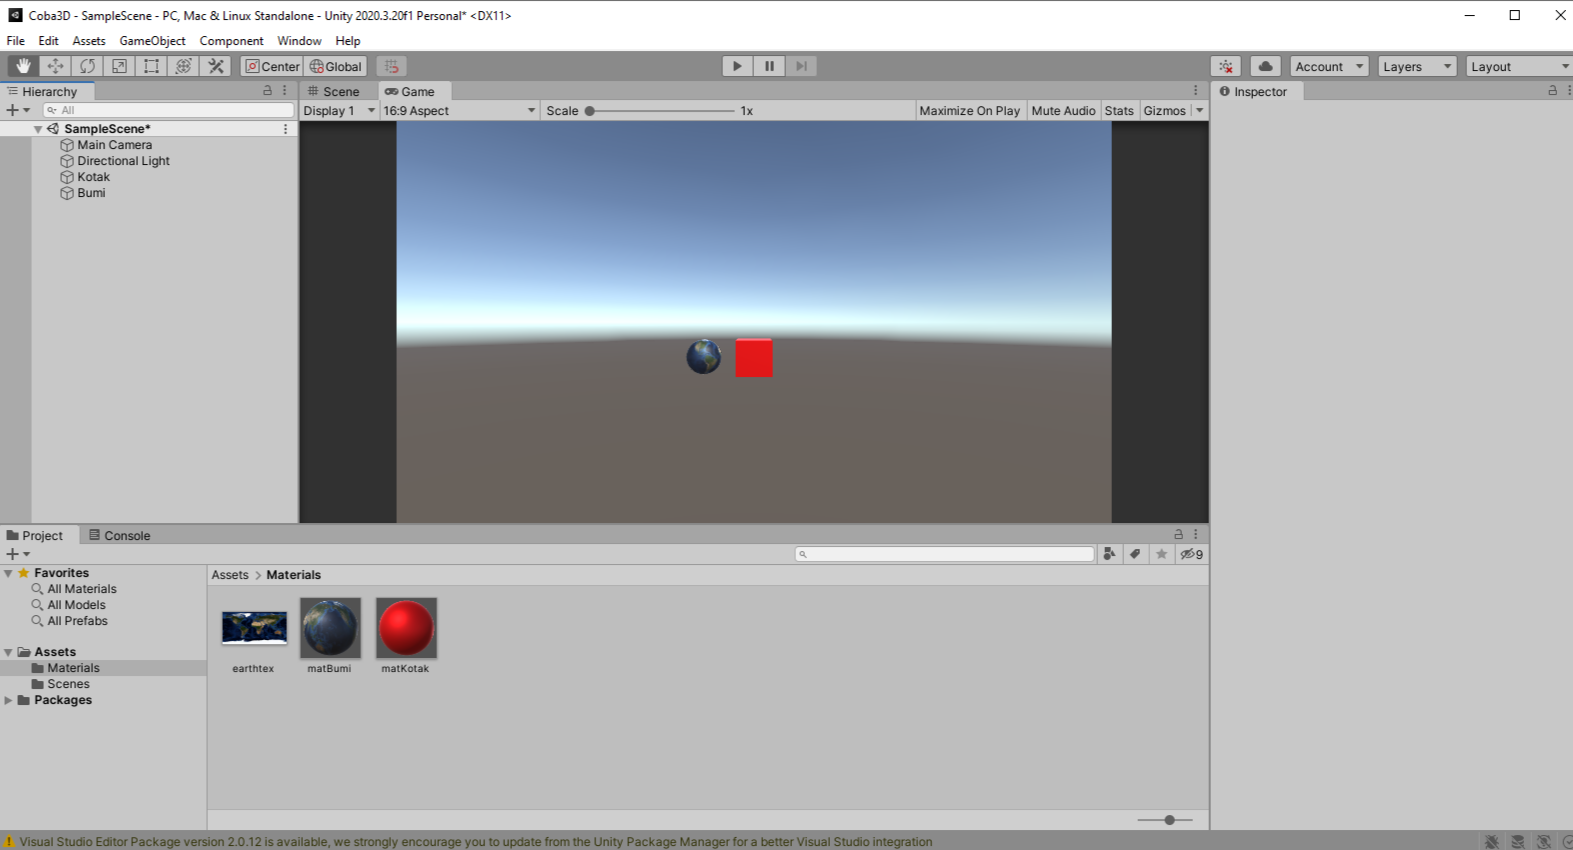 Coba3D - SampleScene - PC, Mac & Linux Standalone - Unity 2020.3.20f1 Personal* <DX11>
File Edit Assets GameObject Component Window Help
Center Global Account Layers Layout
Hierarchy
All
SampleScene*
Main Camera
Directional Light
Kotak
Bumi
Scene Game
Display 1 16:9 Aspect Scale 1x Maximize On Play Mute Audio Stats Gizmos
Inspector
Project Console
9
Favorites
All Materials
All Models
All Prefabs
Assets
Materials
Scenes
Packages
Assets > Materials
earthtex matBumi matKotak
Visual Studio Editor Package version 2.0.12 is available, we strongly encourage you to update from the Unity Package Manager for a better Visual Studio integration